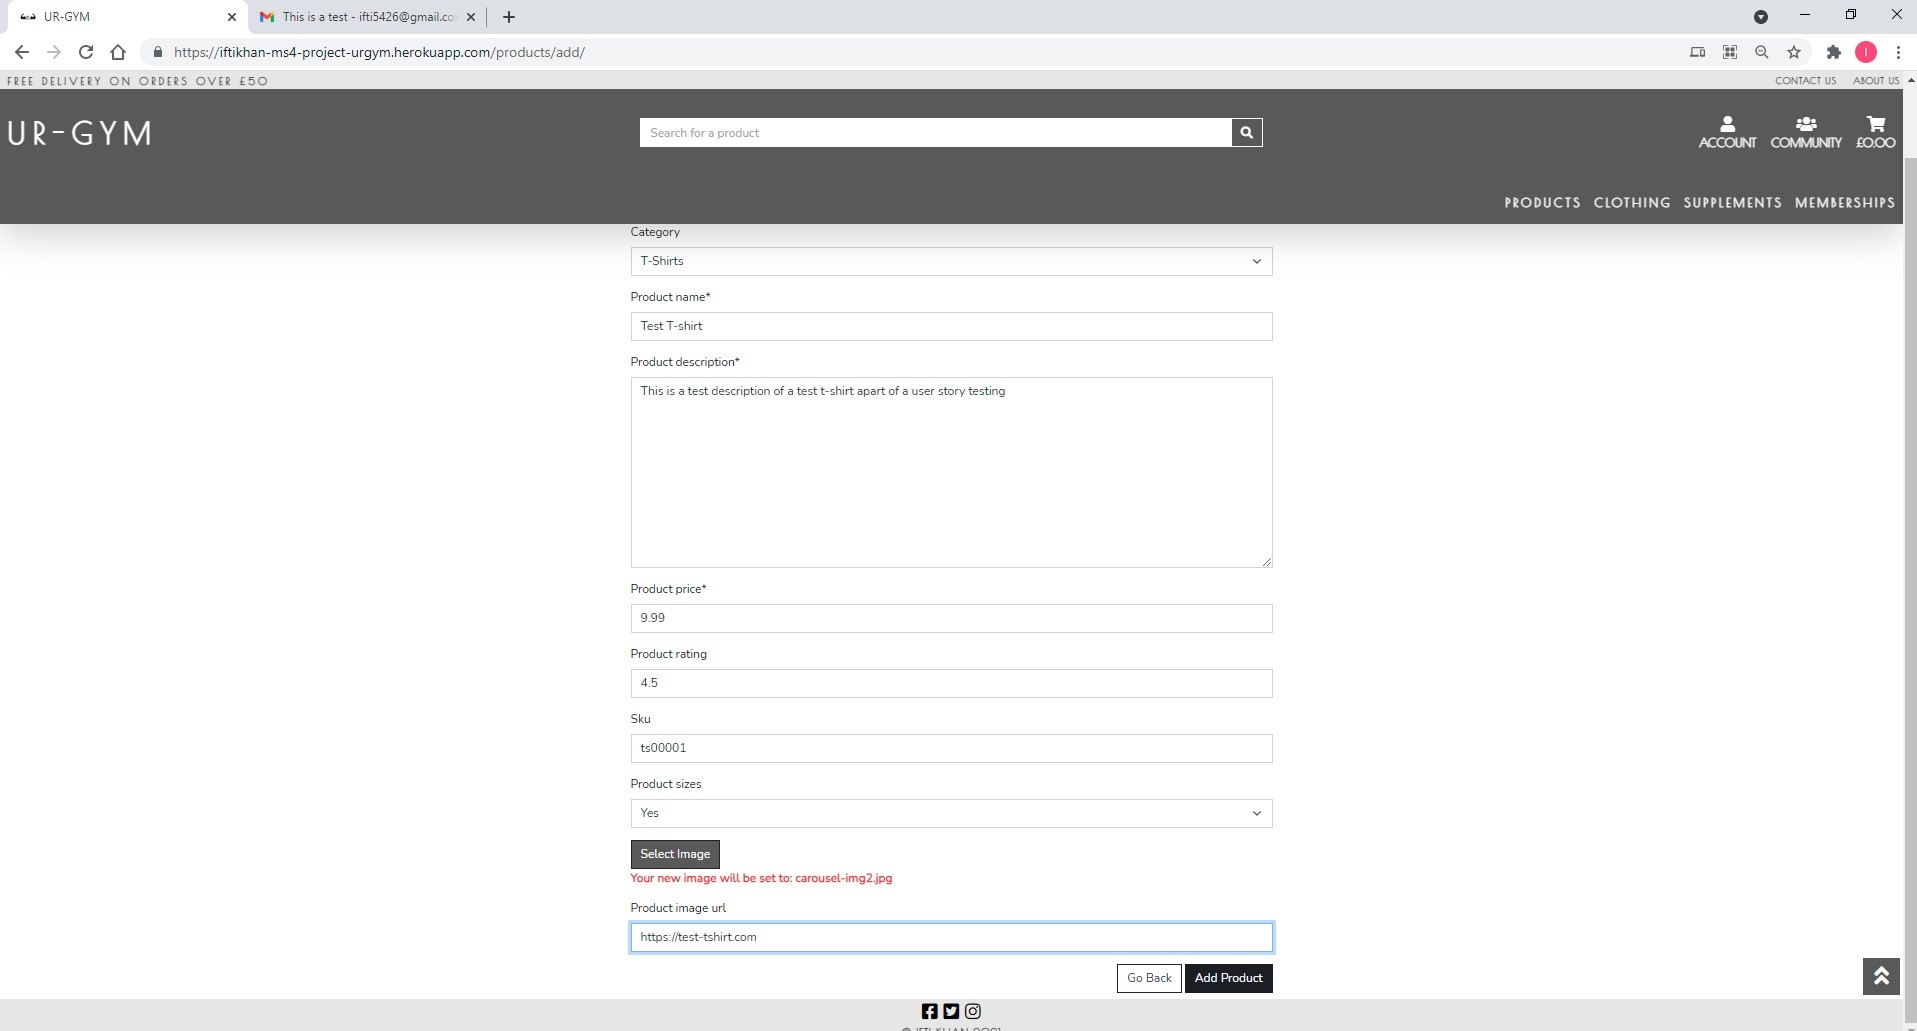 UR-GYM
This is a test - ifti5426@gmail.co
https://iftikhan-ms4-project-urgym.herokuapp.com/products/add/
I
FREE DELIVERY ON ORDERS OVER £50
CONTACT US ABOUT US
UR-GYM
Search for a product
ACCOUNT COMMUNITY £0.00
PRODUCTS CLOTHING SUPPLEMENTS MEMBERSHIPS
Category
T-Shirts
Product name*
Test T-shirt
Product description*
This is a test description of a test t-shirt apart of a user story testing
Product price*
9.99
Product rating
4.5
Sku
ts00001
Product sizes
Yes
Select Image
Your new image will be set to: carousel-img2.jpg
Product image url
https://test-tshirt.com
Go Back Add Product
© IFTI KHAN 2021